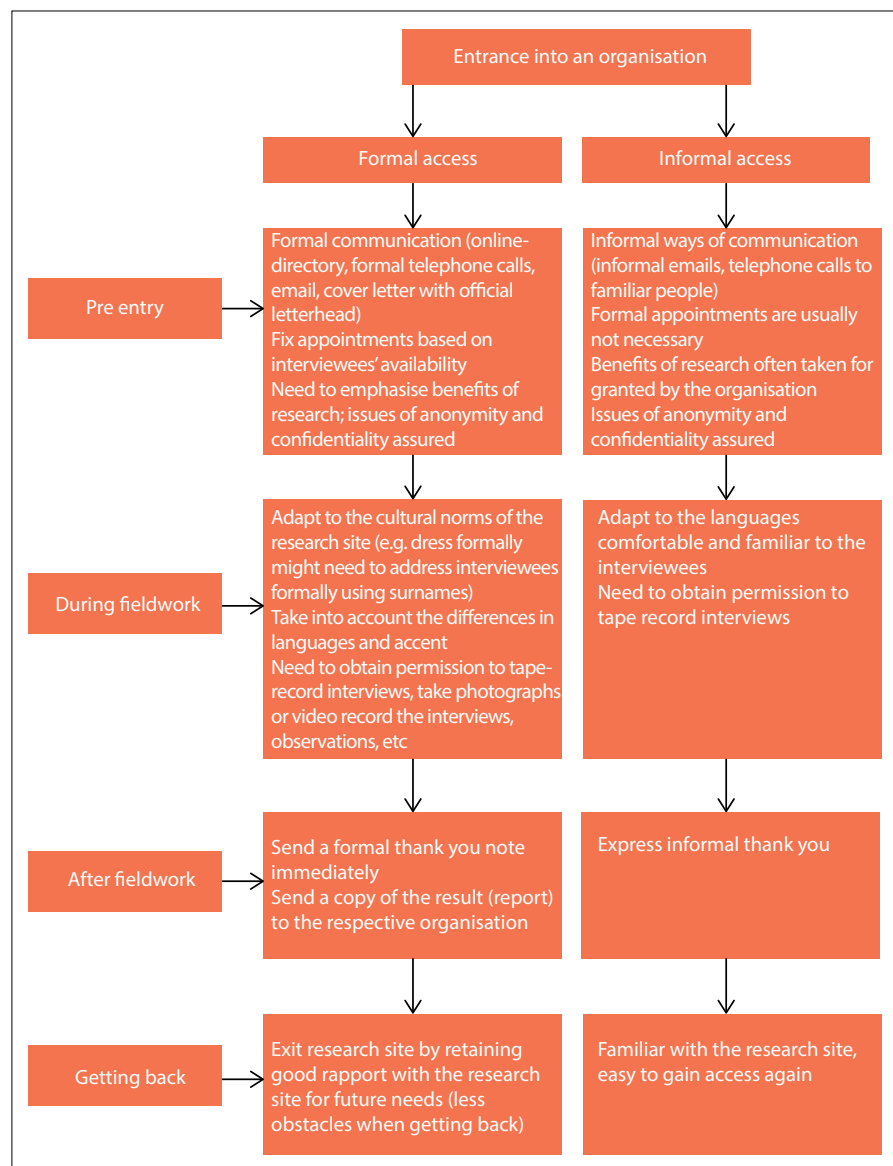 Entrance into an organisation
Formal access
Informal access
Pre entry
Formal communication (online-
directory, formal telephone calls,
email, cover letter with official
letterhead)
Fix appointments based on
interviewees' availability
Need to emphasise benefits of
research; issues of anonymity and
confidentiality assured
Informal ways of communication
(informal emails, telephone calls to
familiar people)
Formal appointments are usually
not necessary
Benefits of research often taken for
granted by the organisation
Issues of anonymity and
confidentiality assured
During fieldwork
Adapt to the cultural norms of the
research site (e.g. dress formally
might need to address interviewees
formally using surnames)
Take into account the differences in
languages and accent
Need to obtain permission to tape-
record interviews, take photographs
or video record the interviews,
observations, etc
Adapt to the languages
comfortable and familiar to the
interviewees
Need to obtain permission to
tape record interviews
After fieldwork
Send a formal thank you note
immediately
Send a copy of the result (report)
to the respective organisation
Express informal thank you
Getting back
Exit research site by retaining
good rapport with the research
site for future needs (less
obstacles when getting back)
Familiar with the research site,
easy to gain access again